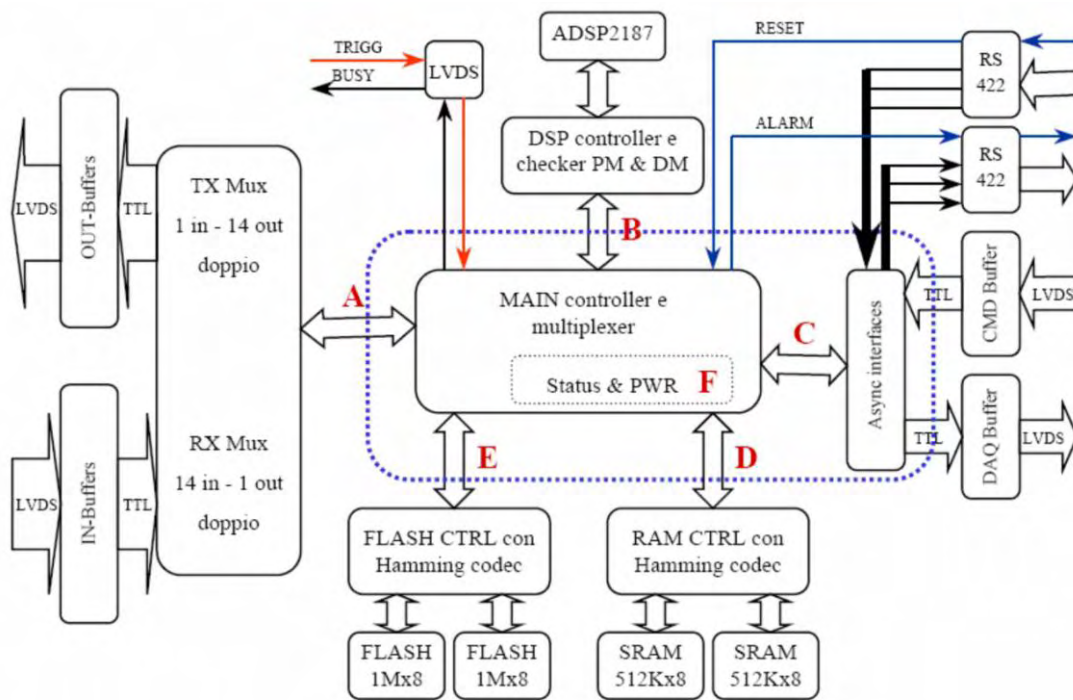 ADSP2187
TRIGG
BUSY
LVDS
RESET
RS
422
DSP controller e
checker PM & DM
ALARM
RS
422
LVDS
OUT-Buffers
TTL
TX Mux
1 in - 14 out
doppio
B
A
MAIN controller e
multiplexer
C
Status & PWR
F
Async interfaces
TTL
CMD Buffer
LVDS
RX Mux
14 in - 1 out
doppio
LVDS
IN-Buffers
TTL
E
D
TTL
DAQ Buffer
LVDS
FLASH CTRL con
Hamming codec
RAM CTRL con
Hamming codec
FLASH
1Mx8
FLASH
1Mx8
SRAM
512Kx8
SRAM
512Kx8